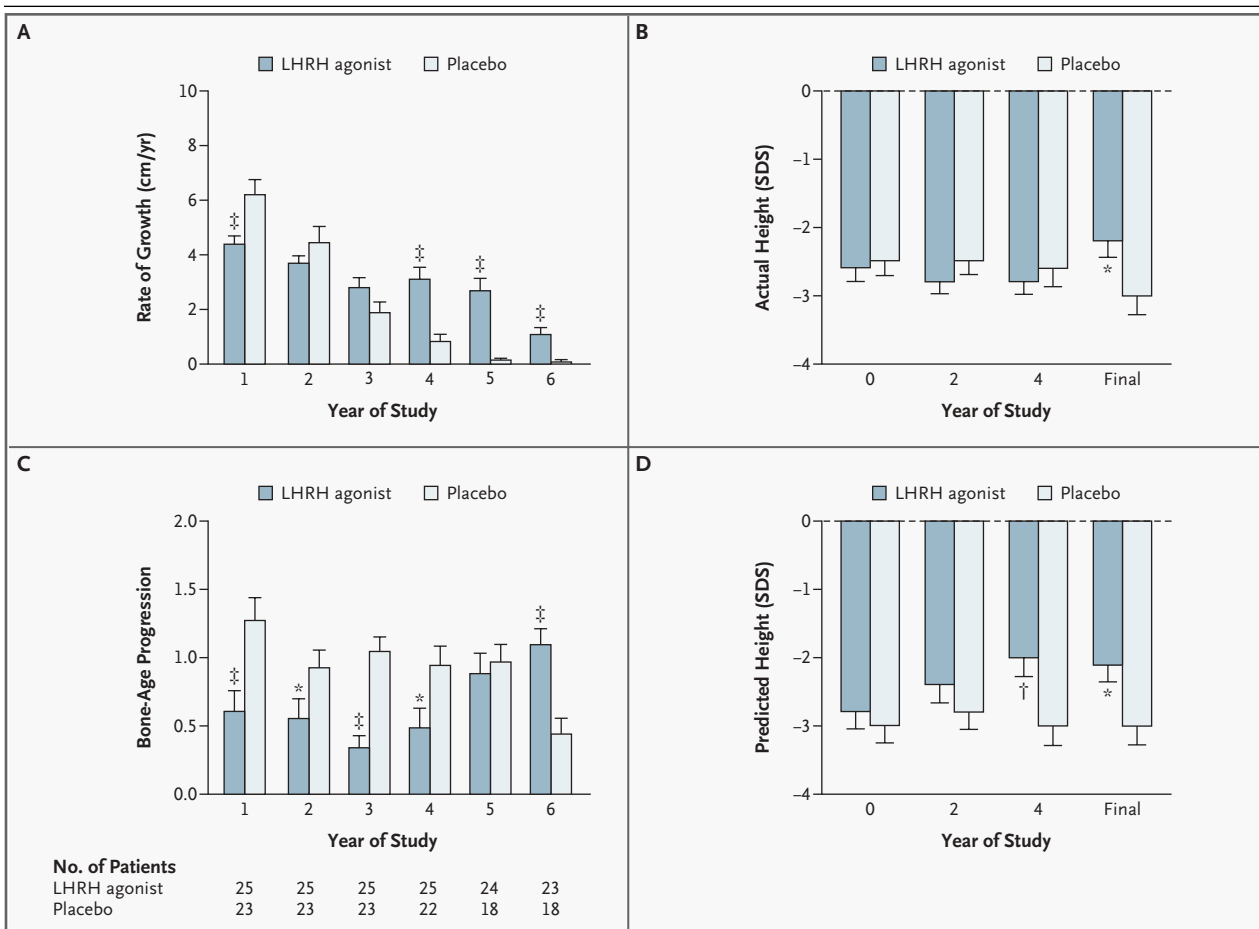 A
LHRH agonist Placebo
10
8
6
4
2
0
Rate of Growth (cm/yr)
‡ ‡ ‡ ‡
1 2 3 4 5 6
Year of Study
B
LHRH agonist Placebo
0
–1
–2
–3
–4
Actual Height (SDS)
*
0 2 4 Final
Year of Study
C
LHRH agonist Placebo
2.0
1.5
1.0
0.5
0.0
Bone-Age Progression
‡ * ‡ * ‡
1 2 3 4 5 6
Year of Study
No. of Patients
LHRH agonist 25 25 25 25 24 23
Placebo 23 23 23 22 18 18
D
LHRH agonist Placebo
0
–1
–2
–3
–4
Predicted Height (SDS)
† *
0 2 4 Final
Year of Study